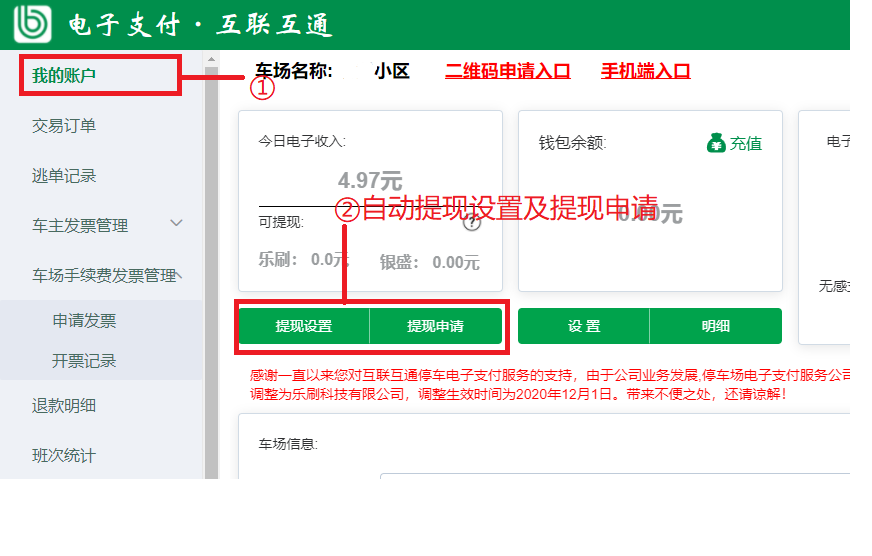 电子支付·互联互通
我的账户
①
车场名称: 小区 二维码申请入口 手机端入口
交易订单
逃单记录
车主发票管理
车场手续费发票管理
申请发票
开票记录
退款明细
班次统计
今日电子收入:
4.97元
②自动提现设置及提现申请
可提现:
?
乐刷: 0.0元 银盛: 0.00元
提现设置 提现申请
钱包余额: 充值
0.00元
设 置 明细
电子
无感支
感谢一直以来您对互联互通停车电子支付服务的支持，由于公司业务发展,停车场电子支付服务公司
调整为乐刷科技有限公司，调整生效时间为2020年12月1日。带来不便之处，还请谅解！
车场信息: